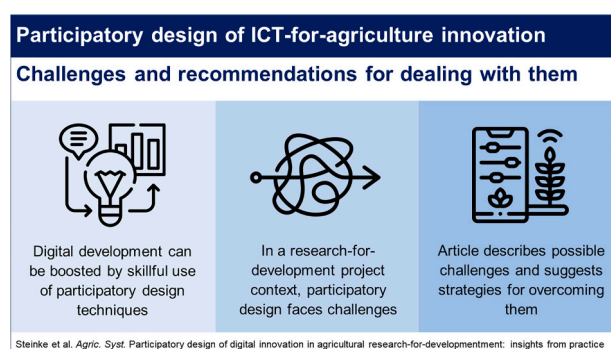 Participatory design of ICT-for-agriculture innovation
Challenges and recommendations for dealing with them
Digital development can
be boosted by skillful use
of participatory design
techniques
In a research-for-
development project
context, participatory
design faces challenges
Article describes possible
challenges and suggests
strategies for overcoming
them
Steinke et al. Agric. Syst. Participatory design of digital innovation in agricultural research-for-developmentment: insights from practice